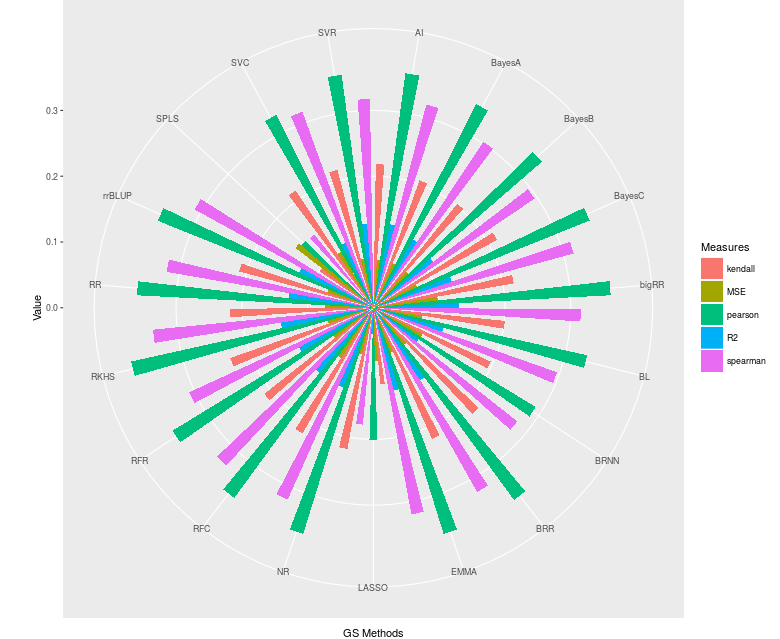 SVR
AI
SVC
BayesA
SPLS
BayesB
rrBLUP
BayesC
RR
bigRR
RKHS
BL
RFR
BRNN
RFC
BRR
NR
EMMA
LASSO
0.3
0.2
0.1
0.0
Value
GS Methods
Measures
kendall
MSE
pearson
R2
spearman